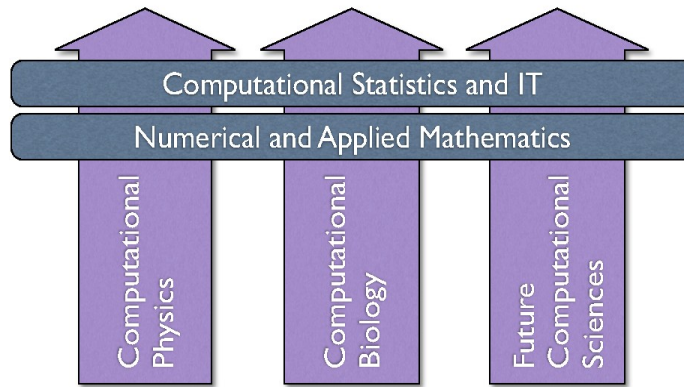 Computational Statistics and IT
Numerical and Applied Mathematics
Computational
Physics
Computational
Biology
Future
Computational
Sciences